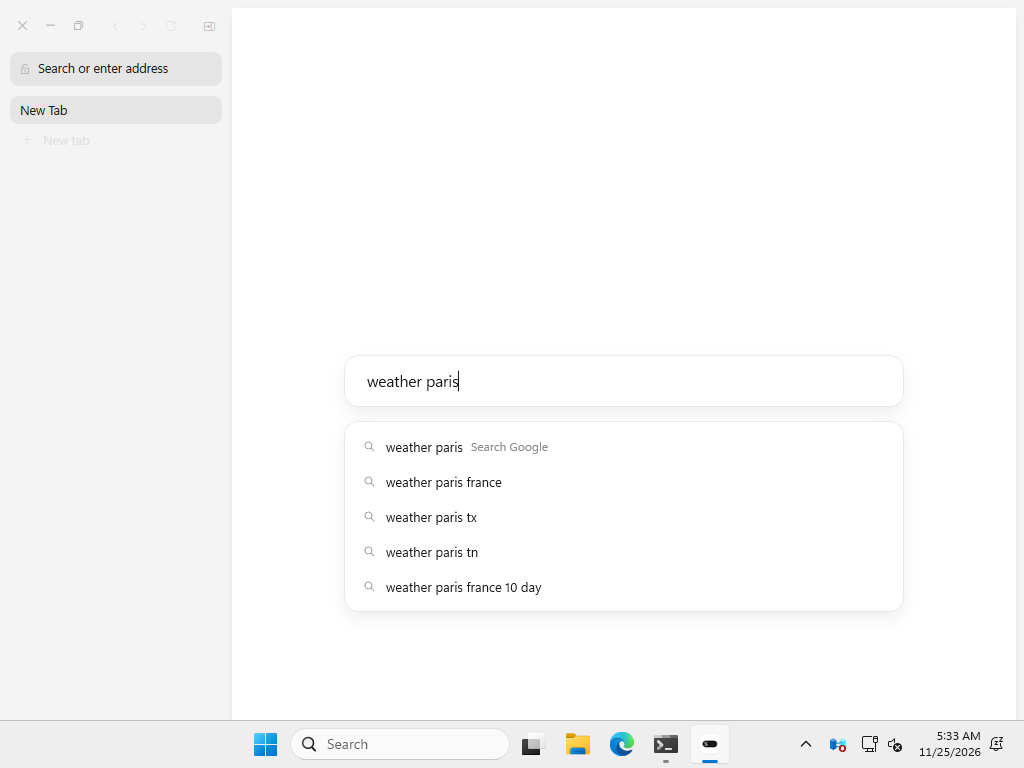 Search or enter address
New Tab
New tab
weather paris
weather paris Search Google
weather paris france
weather paris tx
weather paris tn
weather paris france 10 day
Search
5:33 AM
11/25/2026